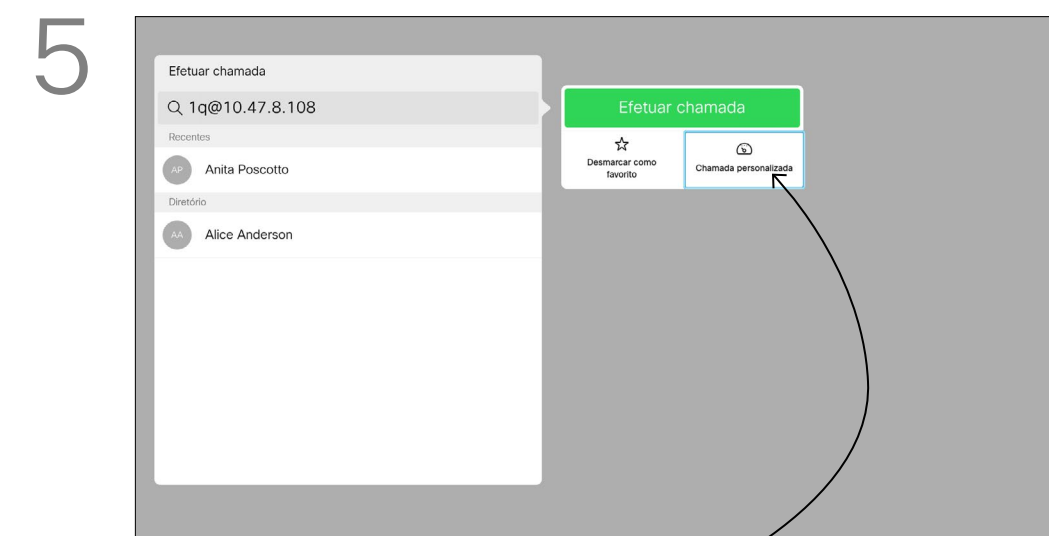 5
Efetuar chamada
1q@10.47.8.108
Recentes
AP Anita Poscotto
Diretório
AA Alice Anderson
Efetuar chamada
Desmarcar como
favorito
Chamada personalizada